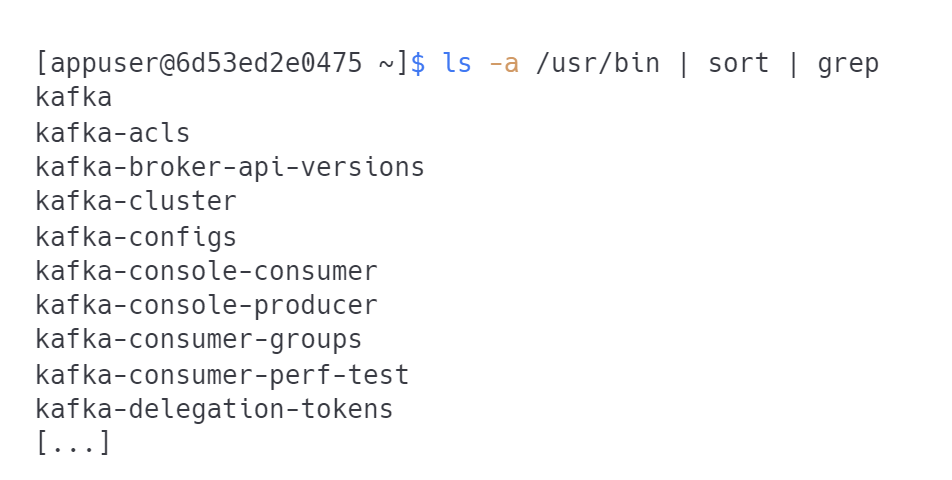 [appuser@6d53ed2e0475 ~]$ ls -a /usr/bin | sort | grep
kafka
kafka-acls
kafka-broker-api-versions
kafka-cluster
kafka-configs
kafka-console-consumer
kafka-console-producer
kafka-consumer-groups
kafka-consumer-perf-test
kafka-delegation-tokens
[...]